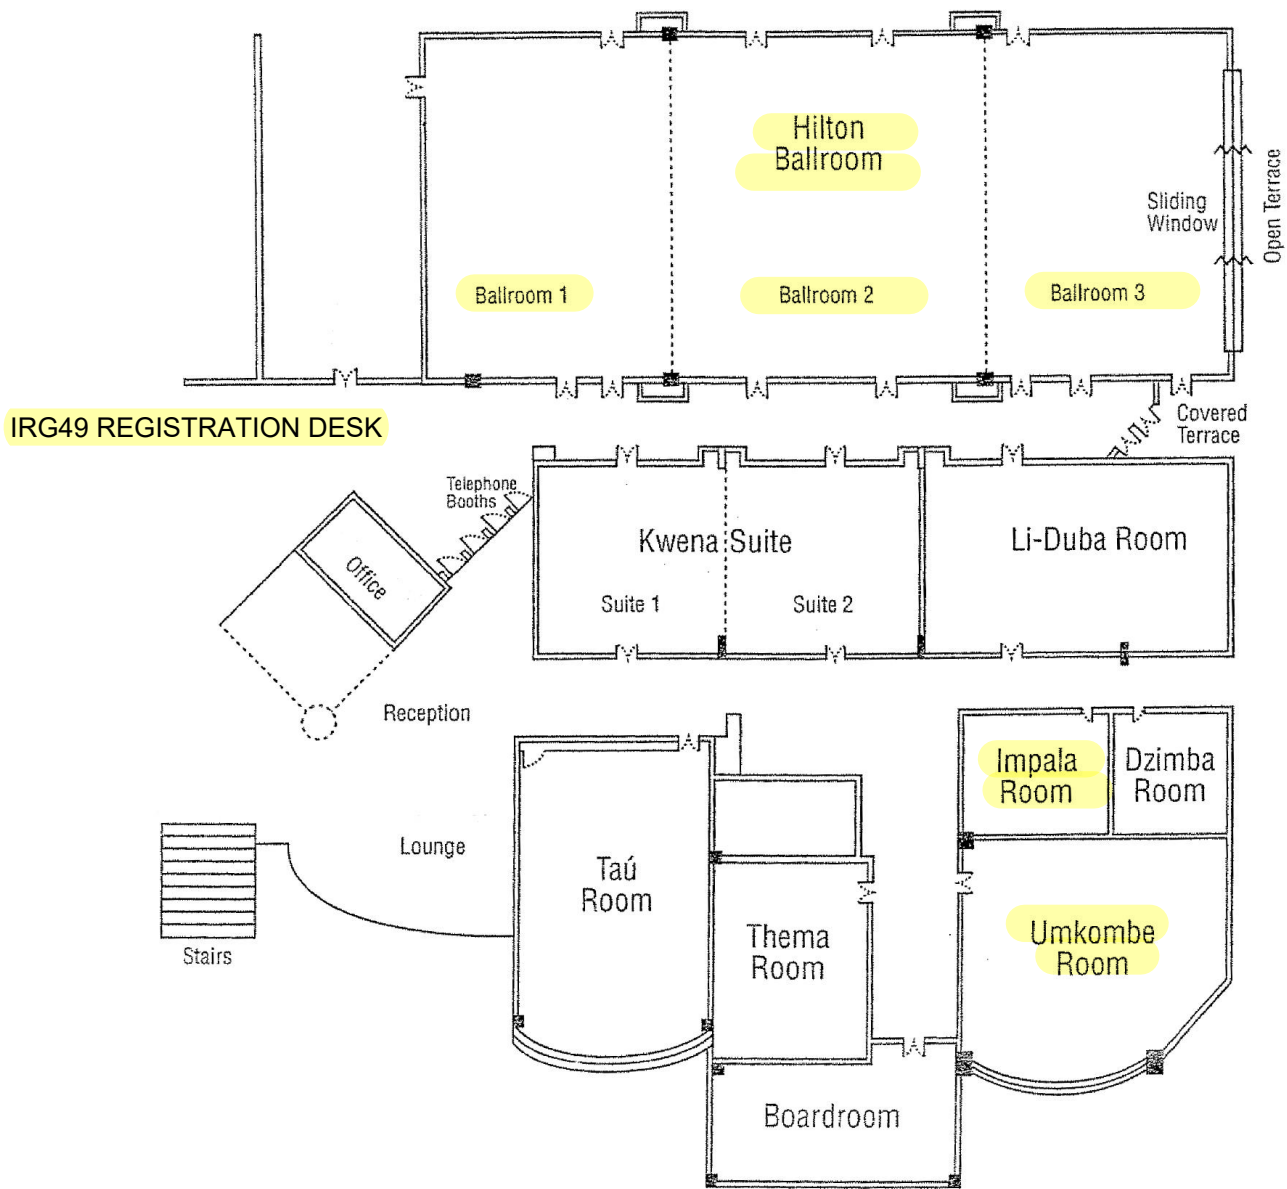 Hilton
Ballroom
Sliding
Window
Open Terrace
Ballroom 1
Ballroom 2
Ballroom 3
IRG49 REGISTRATION DESK
Covered
Terrace
Telephone
Booths
Office
Kwena Suite
Li-Duba Room
Suite 1
Suite 2
Reception
Impala
Room
Dzimba
Room
Lounge
Taú
Room
Thema
Room
Umkombe
Room
Stairs
Boardroom